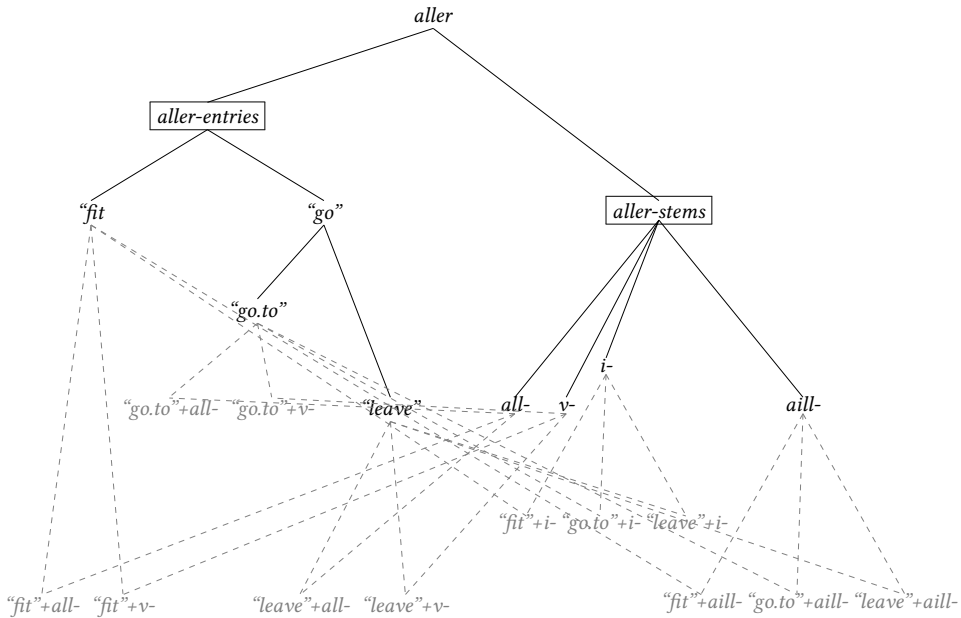 aller
aller-entries
“fit
“go”
aller-stems
“go.to”
i-
“go.to”+all-
“go.to”+v-
“leave”
all-
v-
aill-
“fit”+i-
“go.to”+i-
“leave”+i-
“fit”+all-
“fit”+v-
“leave”+all-
“leave”+v-
“fit”+aill-
“go.to”+aill-
“leave”+aill-